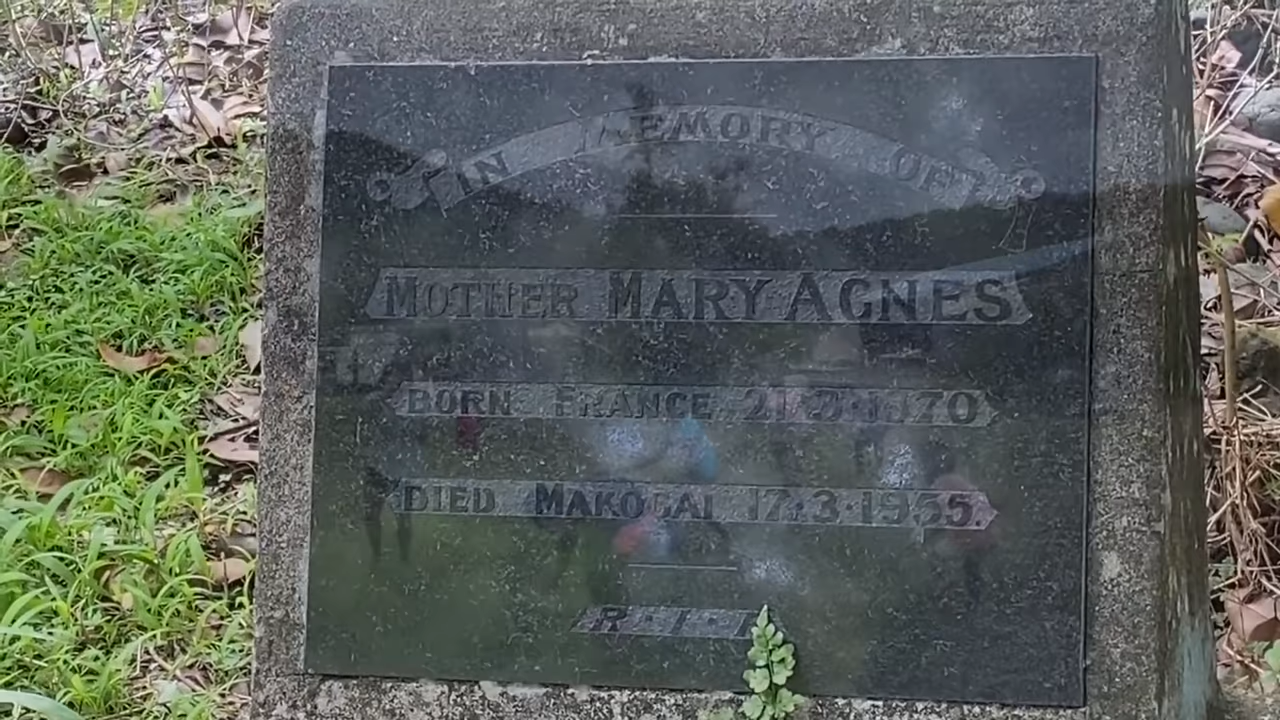 IN MEMORY OF
MOTHER MARY AGNES
BORN FRANCE
DIED MAKOGAI 17.3.1955.
R.I.